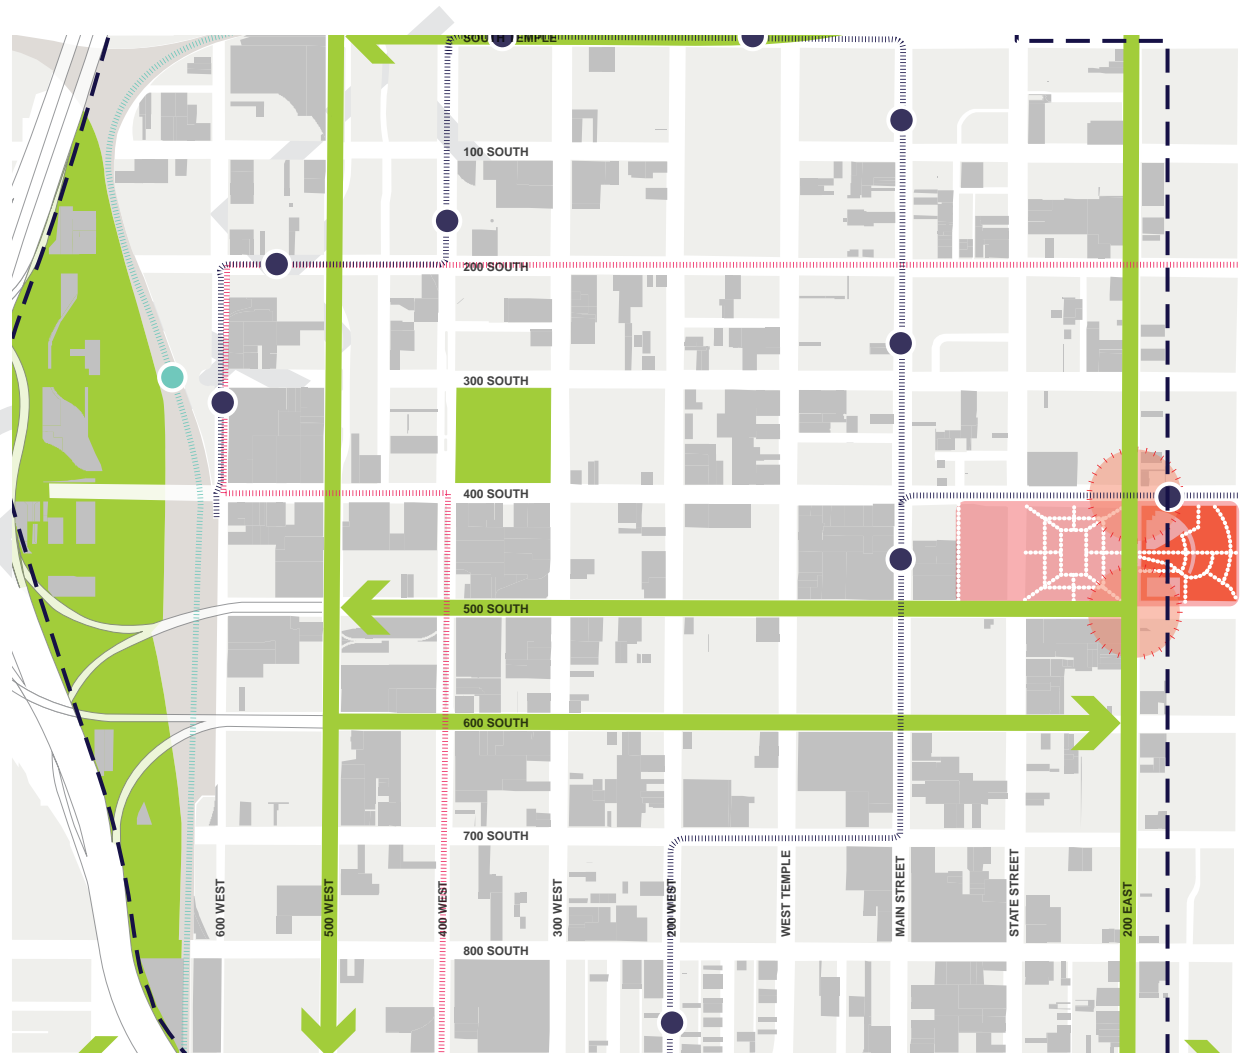 SOUTH TEMPLE
100 SOUTH
200 SOUTH
300 SOUTH
400 SOUTH
500 SOUTH
600 SOUTH
700 SOUTH
600 WEST
500 WEST
400 WEST
300 WEST
200 WEST
WEST TEMPLE
MAIN STREET
STATE STREET
200 EAST
800 SOUTH